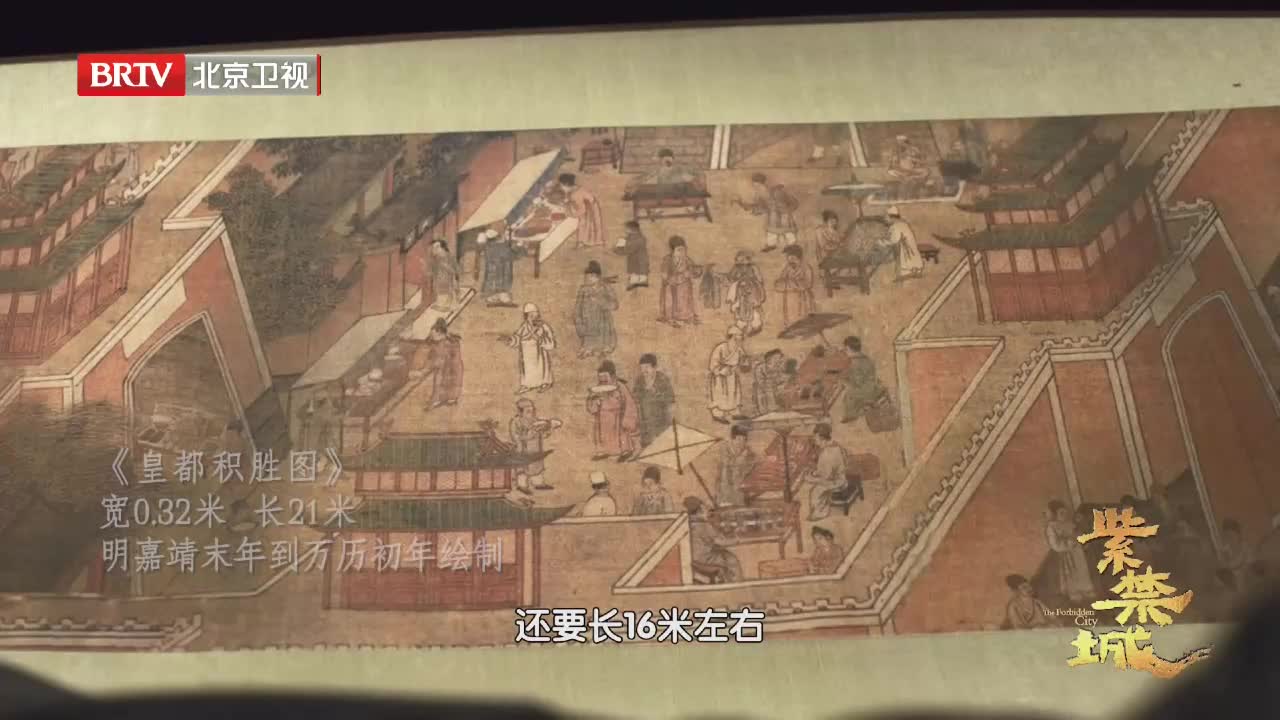 BRTV 北京卫视
《皇都积胜图》
宽0.32米 长21米
明嘉靖末年到万历初年绘制
还要长16米左右
紫禁城
The Forbidden
City